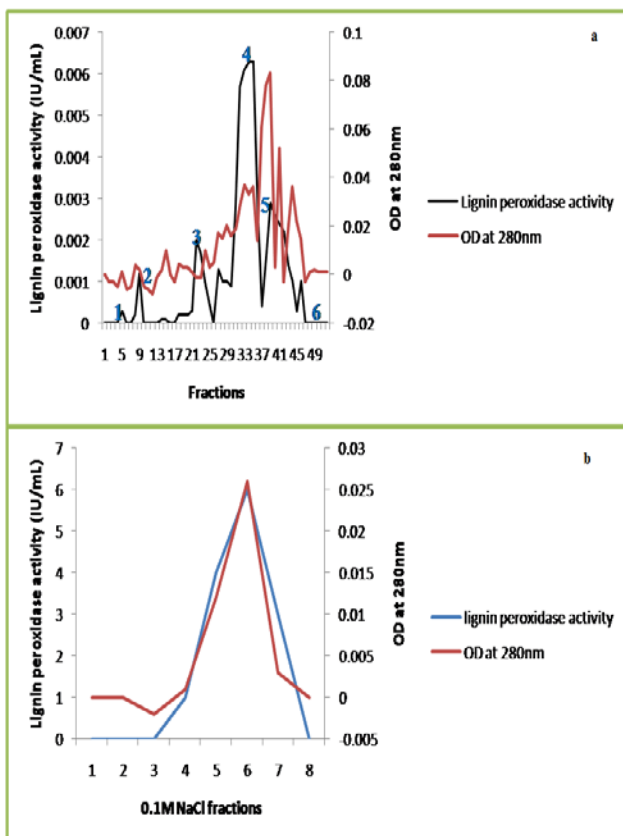 a
Lignin peroxidase activity (IU/mL)
0.007
0.006
0.005
0.004
0.003
0.002
0.001
0
0.1
0.08
0.06
0.04
0.02
0
-0.02
OD at 280nm
1
2
3
4
5
6
Lignin peroxidase activity
OD at 280nm
1 5 9 13 17 21 25 29 33 37 41 45 49
Fractions
b
Lignin peroxidase activity (IU/mL)
7
6
5
4
3
2
1
0
0.03
0.025
0.02
0.015
0.01
0.005
0
-0.005
OD at 280nm
lignin peroxidase activity
OD at 280nm
1 2 3 4 5 6 7 8
0.1M NaCl fractions